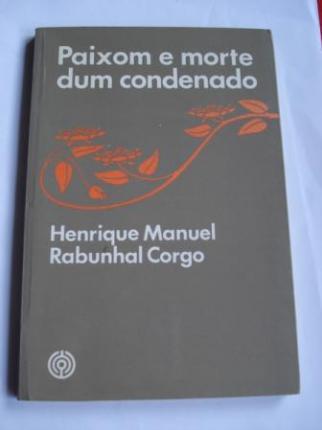 Paixom e morte
dum condenado
Henrique Manuel
Rabunhal Corgo